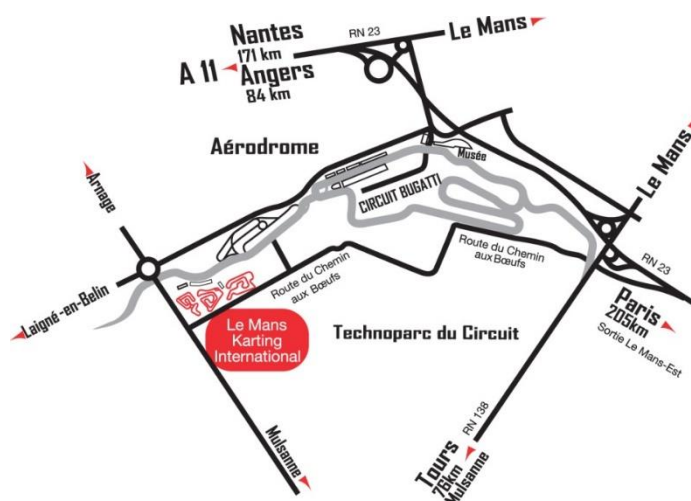 Nantes
171 km
RN 23
Le Mans
A 11
Angers
84 km
Aérodrome
Musée
Arnage
CIRCUIT BUGATTI
Le Mans
Route du Chemin
aux Bœufs
RN 23
Route du Chemin
aux Bœufs
Laigné-en-Belin
Paris
205km
Sortie Le Mans-Est
Le Mans
Karting
International
Technoparc du Circuit
Mulsanne
RN 138
Tours
76km
Mulsanne